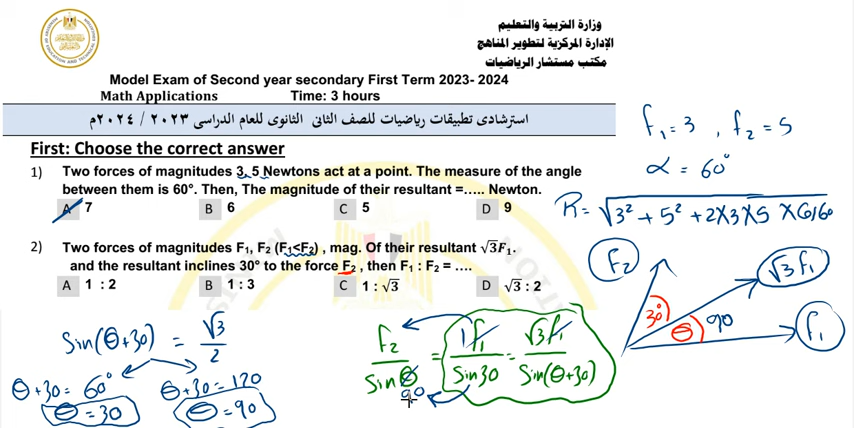 وزارة التربية والتعليم
الإدارة المركزية لتطوير المناهج
مكتب مستشار الرياضيات
Model Exam of Second year secondary First Term 2023- 2024
Math Applications Time: 3 hours
استرشادى تطبيقات رياضيات للصف الثانى الثانوى للعام الدراسى ٢٠٢٣ / ٢٠٢٤م
First: Choose the correct answer
1) Two forces of magnitudes 3, 5 Newtons act at a point. The measure of the angle
between them is 60°. Then, The magnitude of their resultant =..... Newton.
A 7 B 6 C 5 D 9
2) Two forces of magnitudes F₁, F₂ (F₁<F₂) , mag. Of their resultant √3F₁.
and the resultant inclines 30° to the force F₂, then F₁ : F₂ = ....
A 1 : 2 B 1 : 3 C 1 : √3 D √3 : 2
f₁ = 3 , f₂ = 5
α = 60°
R = √3² + 5² + 2×3×5 × Cos60
F₂
√3 f₁
30°
θ
90
f₁
Sin(θ+30) = √3/2
θ+30 = 60° θ+30 = 120
θ = 30 θ = 90
F₂/Sin θ = 1f₁/Sin 30 = √3 f₁/Sin(θ+30)
90